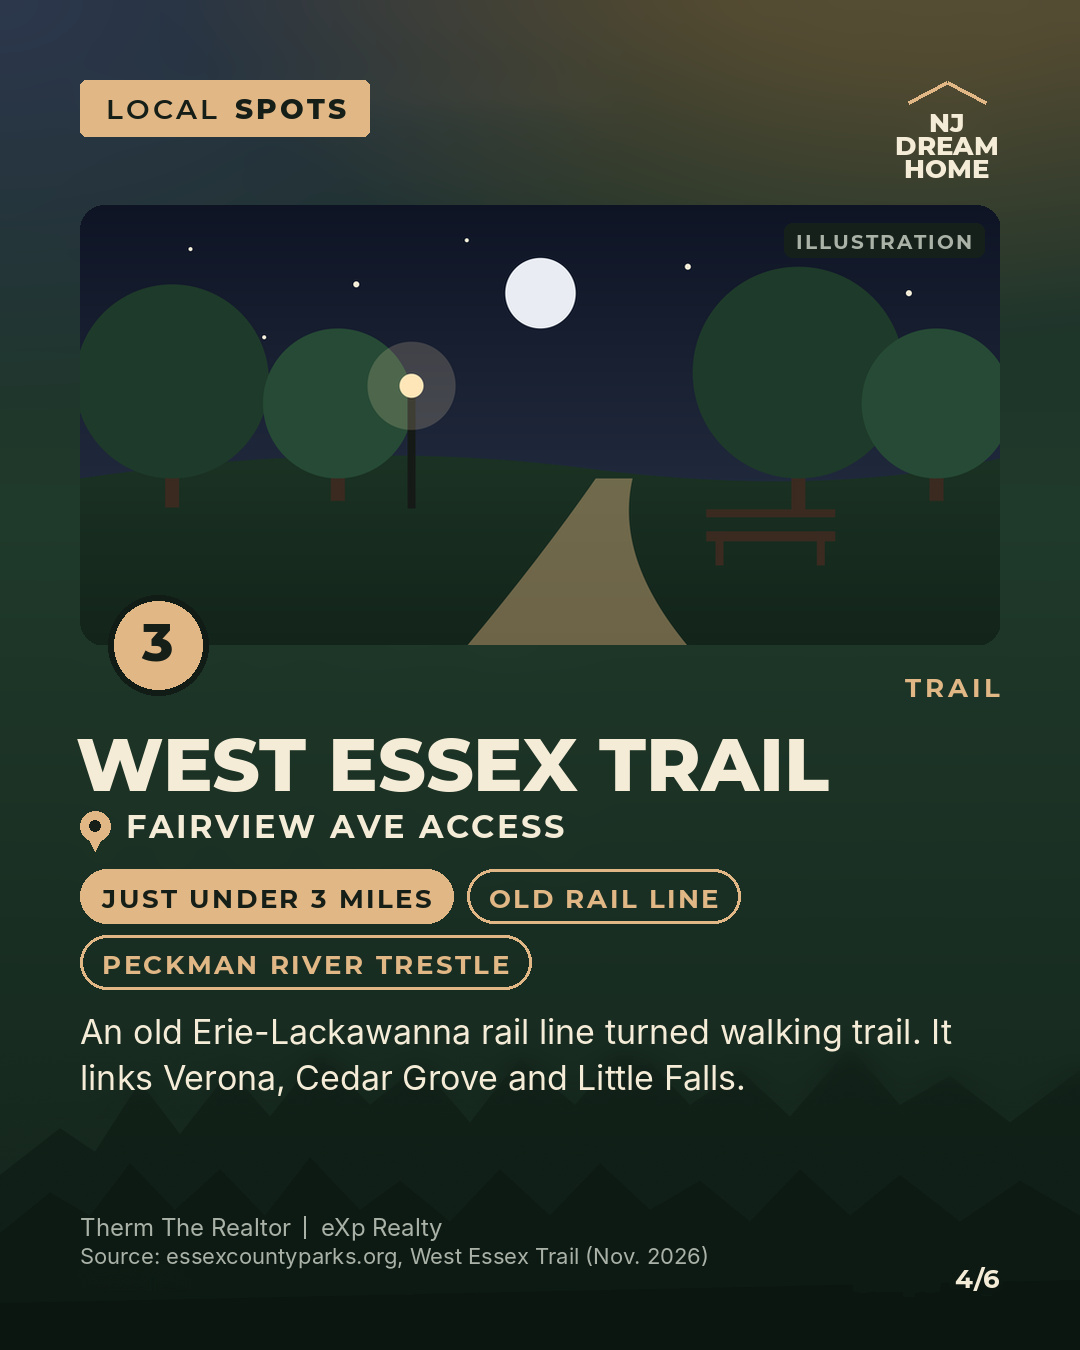 LOCAL SPOTS
NJ
DREAM
HOME
ILLUSTRATION
3
TRAIL
WEST ESSEX TRAIL
FAIRVIEW AVE ACCESS
JUST UNDER 3 MILES
OLD RAIL LINE
PECKMAN RIVER TRESTLE
An old Erie-Lackawanna rail line turned walking trail. It
links Verona, Cedar Grove and Little Falls.
Therm The Realtor | eXp Realty
Source: essexcountyparks.org, West Essex Trail (Nov. 2026)
4/6